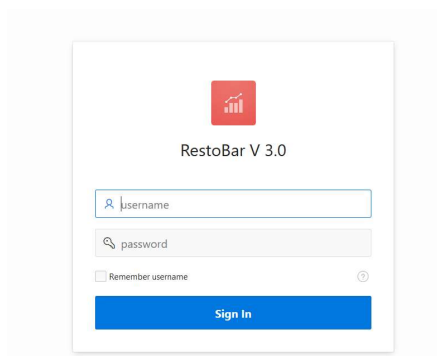 RestoBar V 3.0
username
password
Remember username
?
Sign In